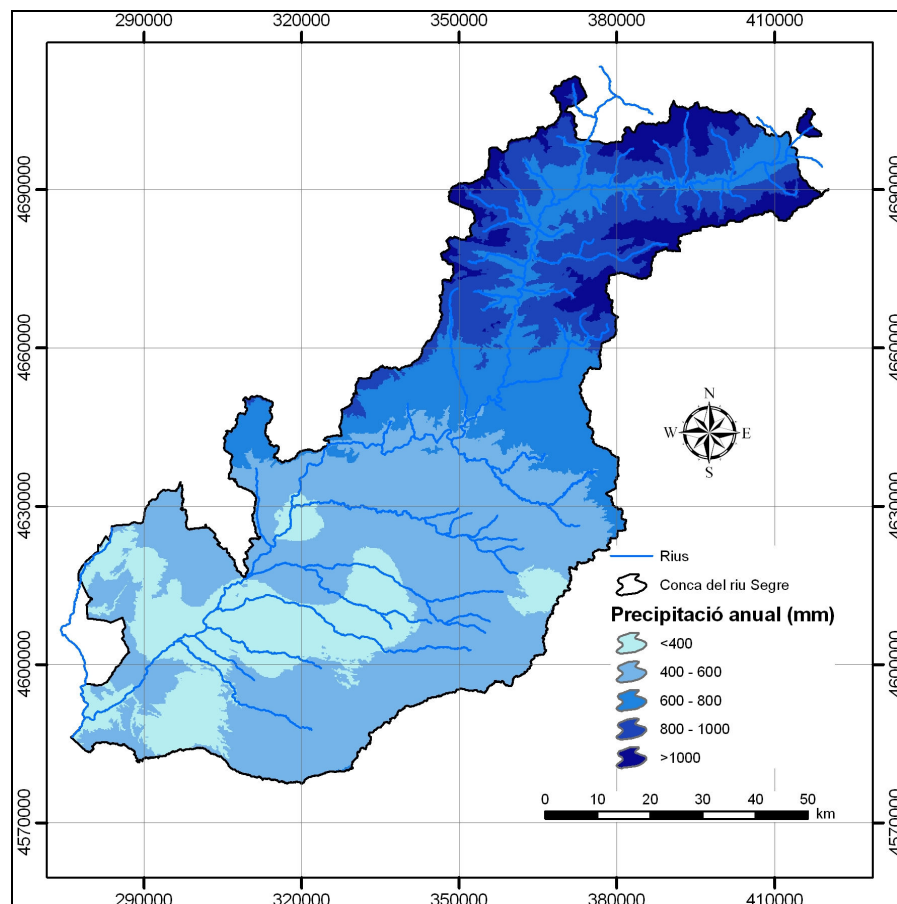 290000 320000 350000 380000 410000
4690000 4690000
4660000 4660000
N
W E
S
4630000 4630000
Rius
Conca del riu Segre
Precipitació anual (mm)
<400
400 - 600
600 - 800
800 - 1000
>1000
4600000 4600000
0 10 20 30 40 50
km
4570000 4570000
290000 320000 350000 380000 410000